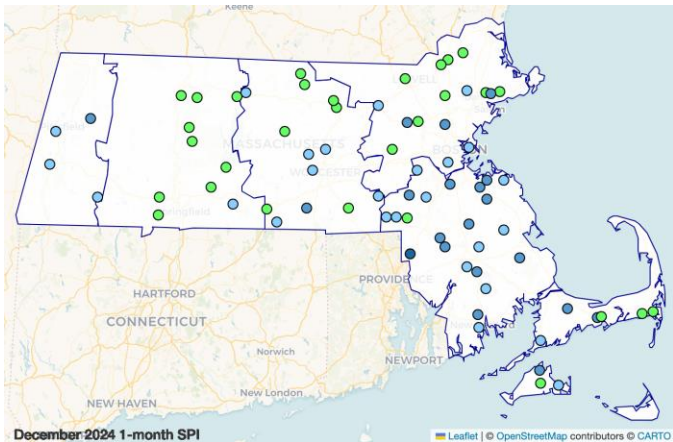 Keene
MASSACHUSETTS
BOSTON
WORCESTER
HARTFORD
PROVIDENCE
CONNECTICUT
Norwich
NEWPORT
New London
NEW HAVEN
December 2024 1-month SPI
Leaflet | © OpenStreetMap contributors © CARTO